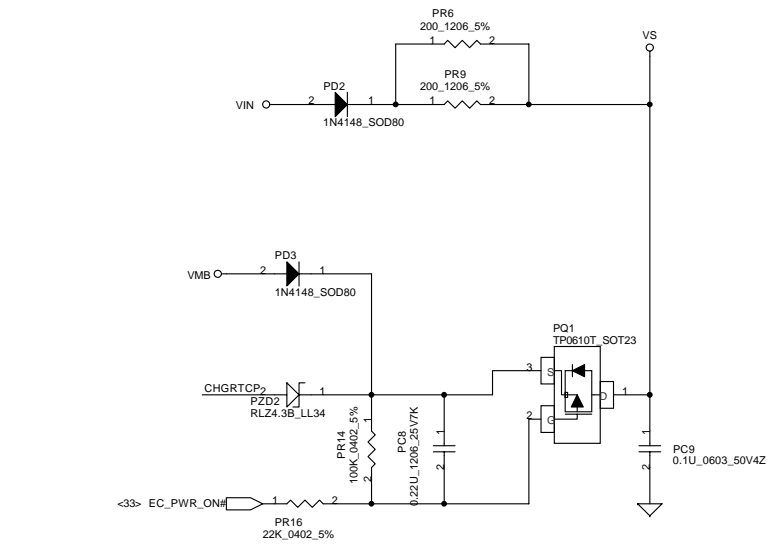 PR6
200_1206_5%
1 2
VS
PR9
200_1206_5%
PD2
VIN 2 1 1 2
1N4148_SOD80
PD3
VMB 2 1
1N4148_SOD80
PQ1
TP0610T_SOT23
3 S
CHGRTCP 2 1
D 1
PZD2
RLZ4.3B_LL34
2 G
PR14
100K_0402_5%
1
2
PC8
0.22U_1206_25V7K
1
2
1
2
PC9
0.1U_0603_50V4Z
<33> EC_PWR_ON# 1 2
PR16
22K_0402_5%